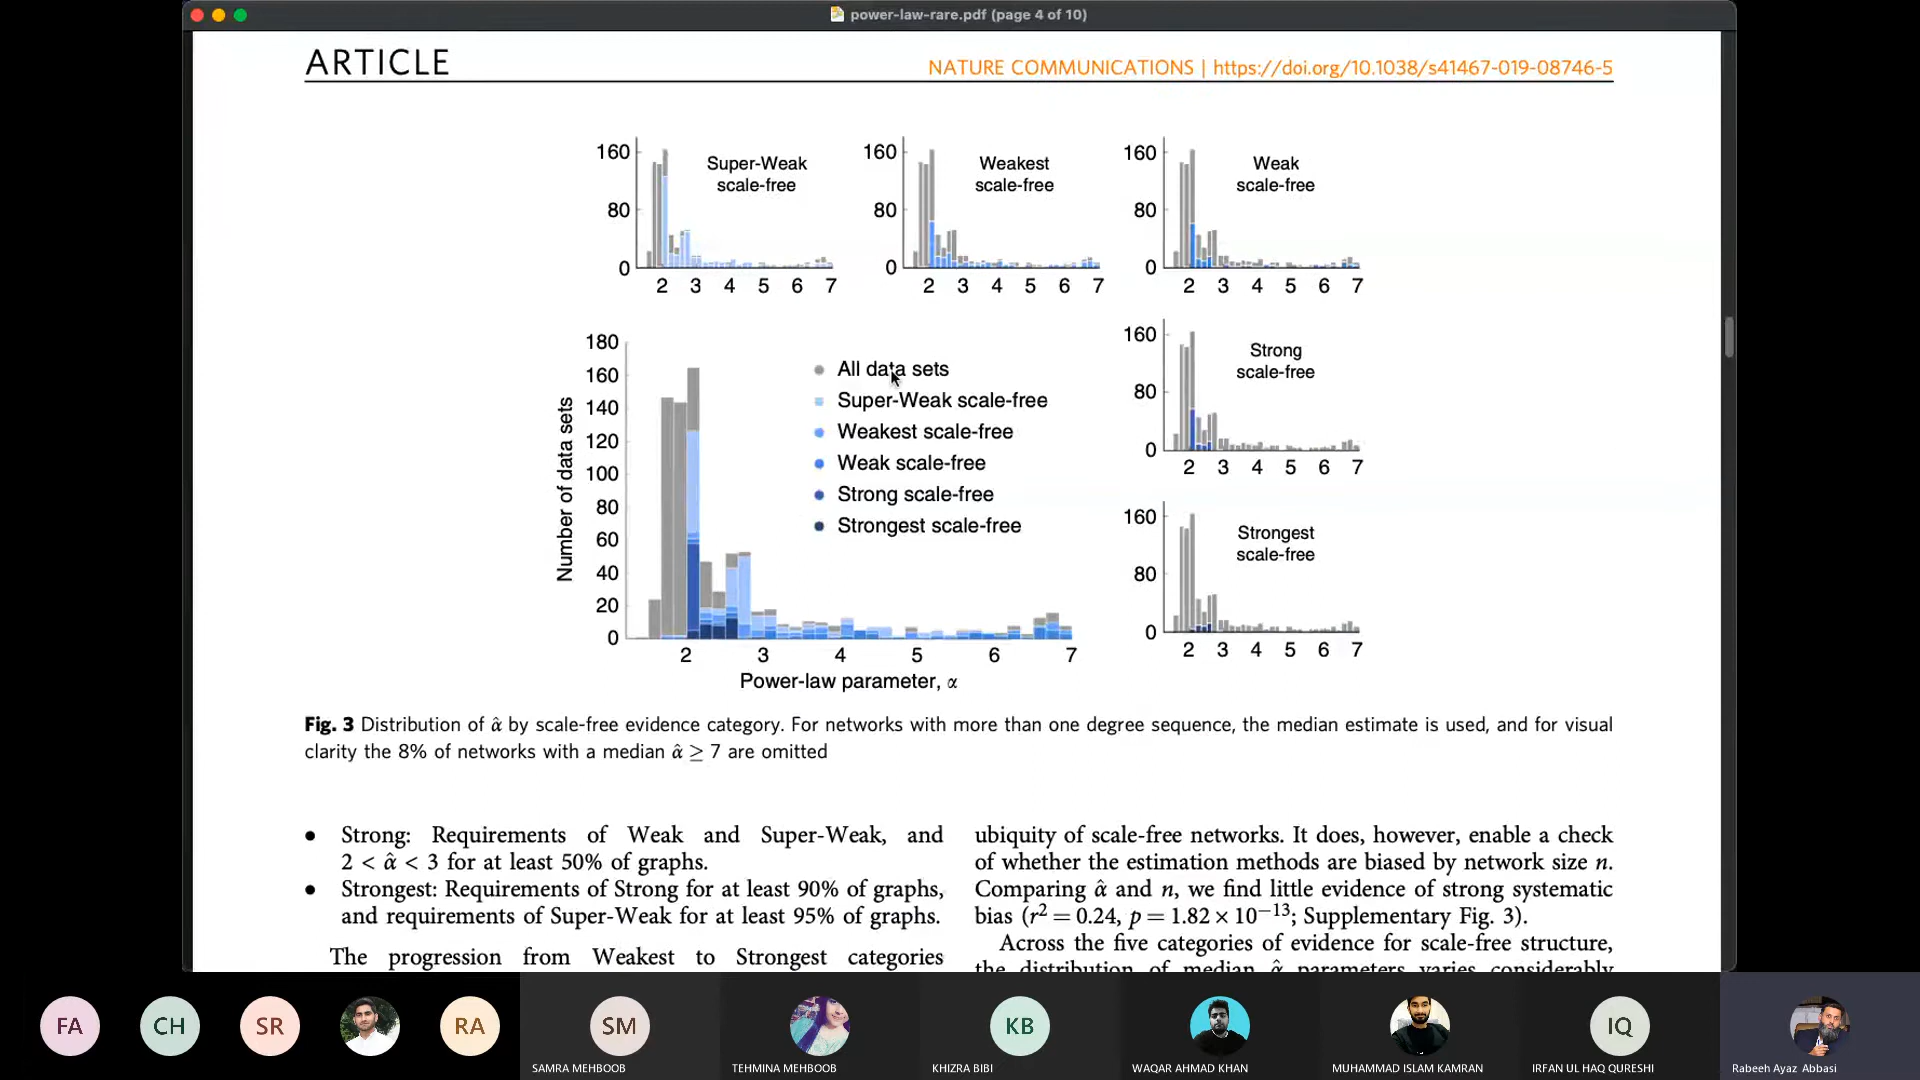 power-law-rare.pdf (page 4 of 10)
ARTICLE
NATURE COMMUNICATIONS | https://doi.org/10.1038/s41467-019-08746-5
160
80
0
2 3 4 5 6 7
Super-Weak
scale-free
160
80
0
2 3 4 5 6 7
Weakest
scale-free
160
80
0
2 3 4 5 6 7
Weak
scale-free
180
160
140
120
100
80
60
40
20
0
Number of data sets
2 3 4 5 6 7
Power-law parameter, α
All data sets
Super-Weak scale-free
Weakest scale-free
Weak scale-free
Strong scale-free
Strongest scale-free
160
80
0
2 3 4 5 6 7
Strong
scale-free
160
80
0
2 3 4 5 6 7
Strongest
scale-free
Fig. 3 Distribution of α̂ by scale-free evidence category. For networks with more than one degree sequence, the median estimate is used, and for visual
clarity the 8% of networks with a median α̂ ≥ 7 are omitted
• Strong: Requirements of Weak and Super-Weak, and
2 < α̂ < 3 for at least 50% of graphs.
• Strongest: Requirements of Strong for at least 90% of graphs,
and requirements of Super-Weak for at least 95% of graphs.
The progression from Weakest to Strongest categories
ubiquity of scale-free networks. It does, however, enable a check
of whether the estimation methods are biased by network size n.
Comparing α̂ and n, we find little evidence of strong systematic
bias (r² = 0.24, p = 1.82 × 10⁻¹³; Supplementary Fig. 3).
Across the five categories of evidence for scale-free structure,
the distribution of median α̂ parameters varies considerably
FA
CH
SR
RA
SM
SAMRA MEHBOOB
TEHMINA MEHBOOB
KB
KHIZRA BIBI
WAQAR AHMAD KHAN
MUHAMMAD ISLAM KAMRAN
IQ
IRFAN UL HAQ QURESHI
Rabeeh Ayaz Abbasi